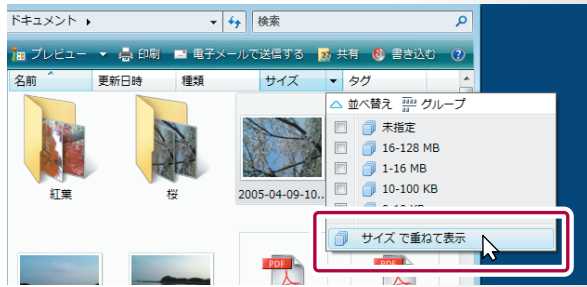 ドキュメント
検索
プレビュー 印刷 電子メールで送信する 共有 書き込む ?
名前 更新日時 種類 サイズ タグ
並べ替え グループ
未指定
16-128 MB
1-16 MB
10-100 KB
サイズ で重ねて表示
紅葉
桜
2005-04-09-10...
PDF
PDF